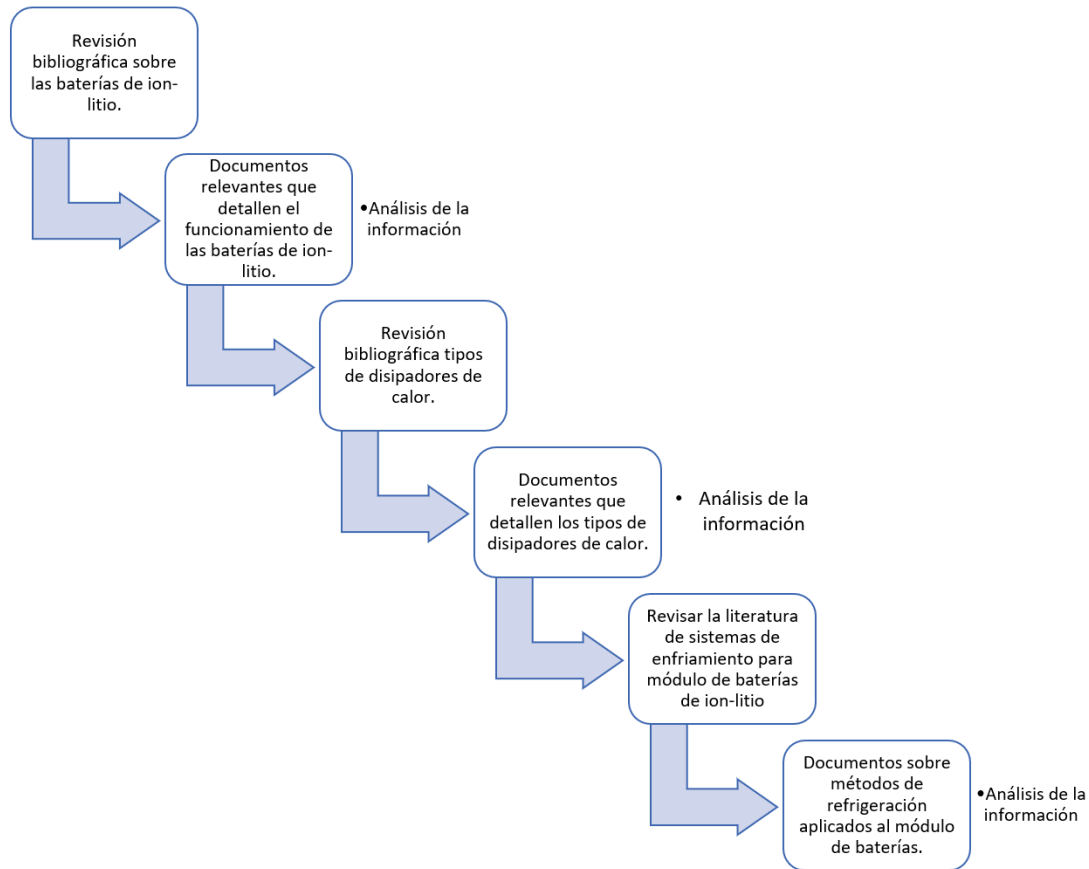 Revisión
bibliográfica sobre
las baterías de ion-
litio.
Documentos
relevantes que
detallen el
funcionamiento de
las baterías de ion-
litio.
•Análisis de la
información
Revisión
bibliográfica tipos
de disipadores de
calor.
Documentos
relevantes que
detallen los tipos de
disipadores de calor.
• Análisis de la
información
Revisar la literatura
de sistemas de
enfriamiento para
módulo de baterías
de ion-litio
Documentos sobre
métodos de
refrigeración
aplicados al módulo
de baterías.
•Análisis de la
información